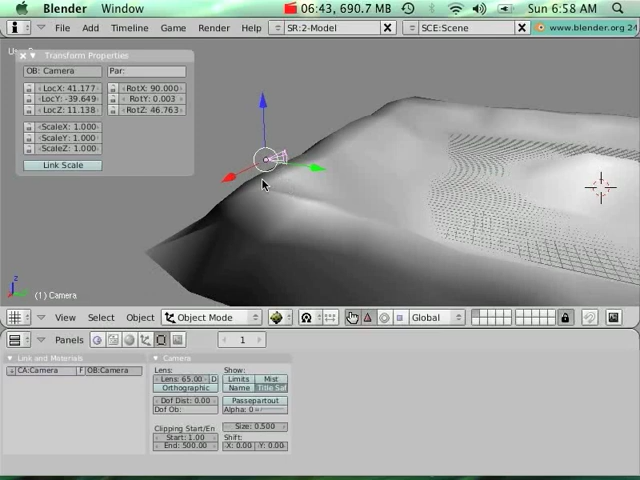 Blender Window 06:43, 690.7 MB Sun 6:58 AM
File Add Timeline Game Render Help SR:2-Model SCE:Scene www.blender.org 24
Transform Properties
OB: Camera Par:
LocX: 41.177 RotX: 90.000
LocY: -39.649 RotY: 0.003
LocZ: 11.138 RotZ: 46.763
ScaleX: 1.000
ScaleY: 1.000
ScaleZ: 1.000
Link Scale
z
(1) Camera
View Select Object Object Mode Global
Panels 1
Link and Materials Camera
CA:Camera F OB:Camera
Lens: Show:
Lens: 65.00 D Limits Mist
Orthographic Name Title Saf
Dof Dist: 0.00 Passepartout
Dof Ob: Alpha: 0
Size: 0.500
Clipping Start/En Shift:
Start: 1.00 X: 0.00 Y: 0.00
End: 500.00